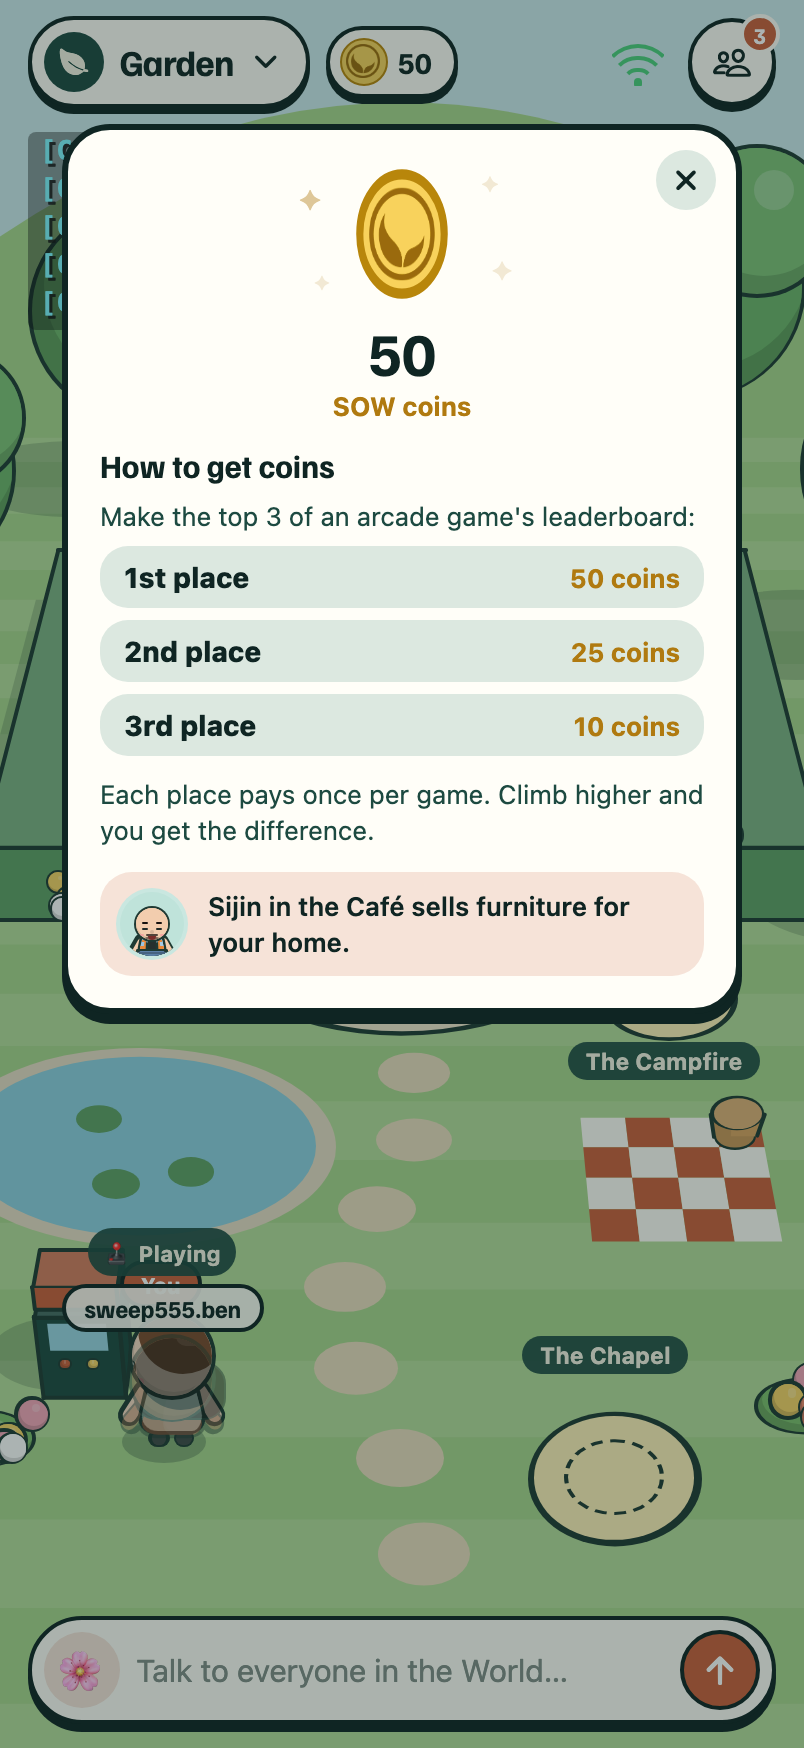 Garden
50
3
50
SOW coins
How to get coins
Make the top 3 of an arcade game's leaderboard:
1st place 50 coins
2nd place 25 coins
3rd place 10 coins
Each place pays once per game. Climb higher and
you get the difference.
Sijin in the Café sells furniture for
your home.
The Campfire
Playing
You
sweep555.ben
The Chapel
Talk to everyone in the World...